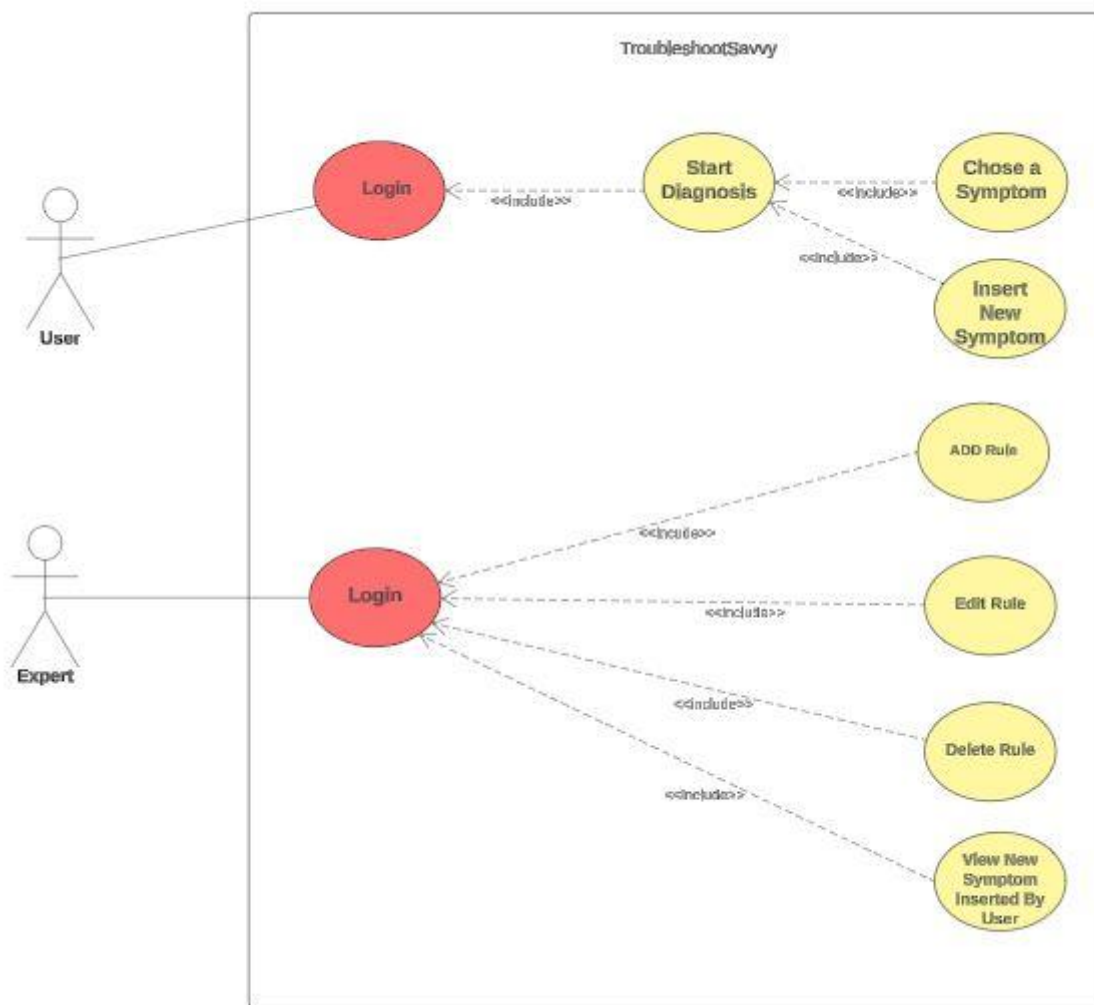 TroubleshootSavvy
Login
<<include>>
Start
Diagnosis
<<include>>
Chose a
Symptom
<<include>>
Insert
New
Symptom
User
ADD Rule
<<incude>>
Login
<<include>>
Edit Rule
Expert
<<include>>
Delete Rule
<<include>>
View New
Symptom
Inserted By
User